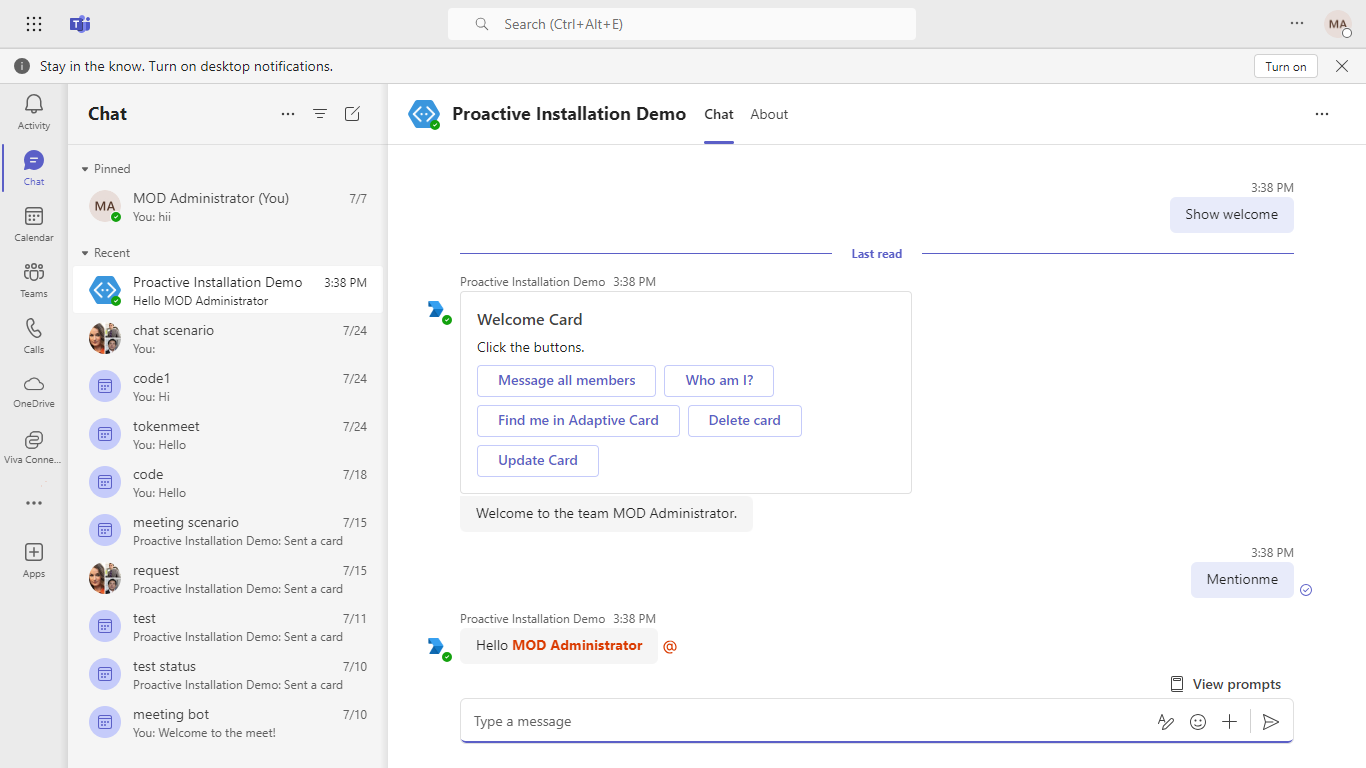 Search (Ctrl+Alt+E)
MA
Stay in the know. Turn on desktop notifications.
Turn on
Activity
Chat
Calendar
Teams
Calls
OneDrive
Viva Conne...
Apps
Chat
Pinned
MA
MOD Administrator (You) 7/7
You: hii
Recent
Proactive Installation Demo 3:38 PM
Hello MOD Administrator
chat scenario 7/24
You:
code1 7/24
You: Hi
tokenmeet 7/24
You: Hello
code 7/18
You: Hello
meeting scenario 7/15
Proactive Installation Demo: Sent a card
request 7/15
Proactive Installation Demo: Sent a card
test 7/11
Proactive Installation Demo: Sent a card
test status 7/10
Proactive Installation Demo: Sent a card
meeting bot 7/10
You: Welcome to the meet!
Proactive Installation Demo Chat About
3:38 PM
Show welcome
Last read
Proactive Installation Demo 3:38 PM
Welcome Card
Click the buttons.
Message all members Who am I?
Find me in Adaptive Card Delete card
Update Card
Welcome to the team MOD Administrator.
3:38 PM
Mentionme
Proactive Installation Demo 3:38 PM
Hello MOD Administrator @
View prompts
Type a message